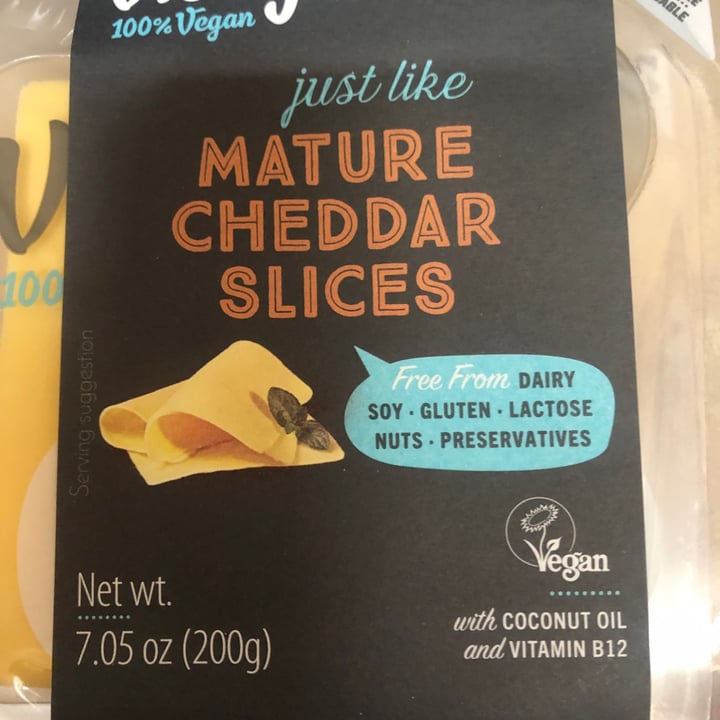 100% Vegan
just like
MATURE
CHEDDAR
SLICES
Serving suggestion
Free From DAIRY
SOY · GLUTEN · LACTOSE
NUTS · PRESERVATIVES
Vegan
Net wt.
7.05 oz (200g)
with COCONUT OIL
and VITAMIN B12
V
100